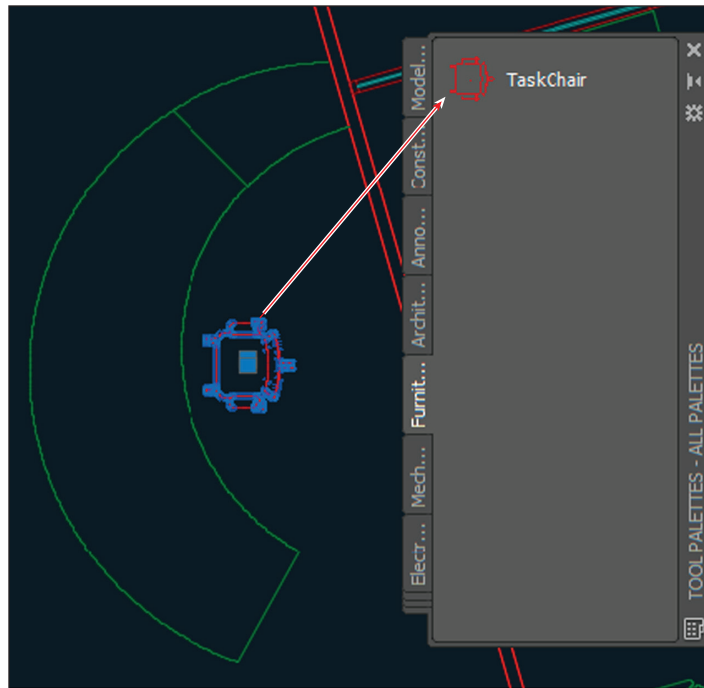 TaskChair
Model...
Const...
Anno...
Archit...
Furnit...
Mech...
Electr...
TOOL PALETTES - ALL PALETTES